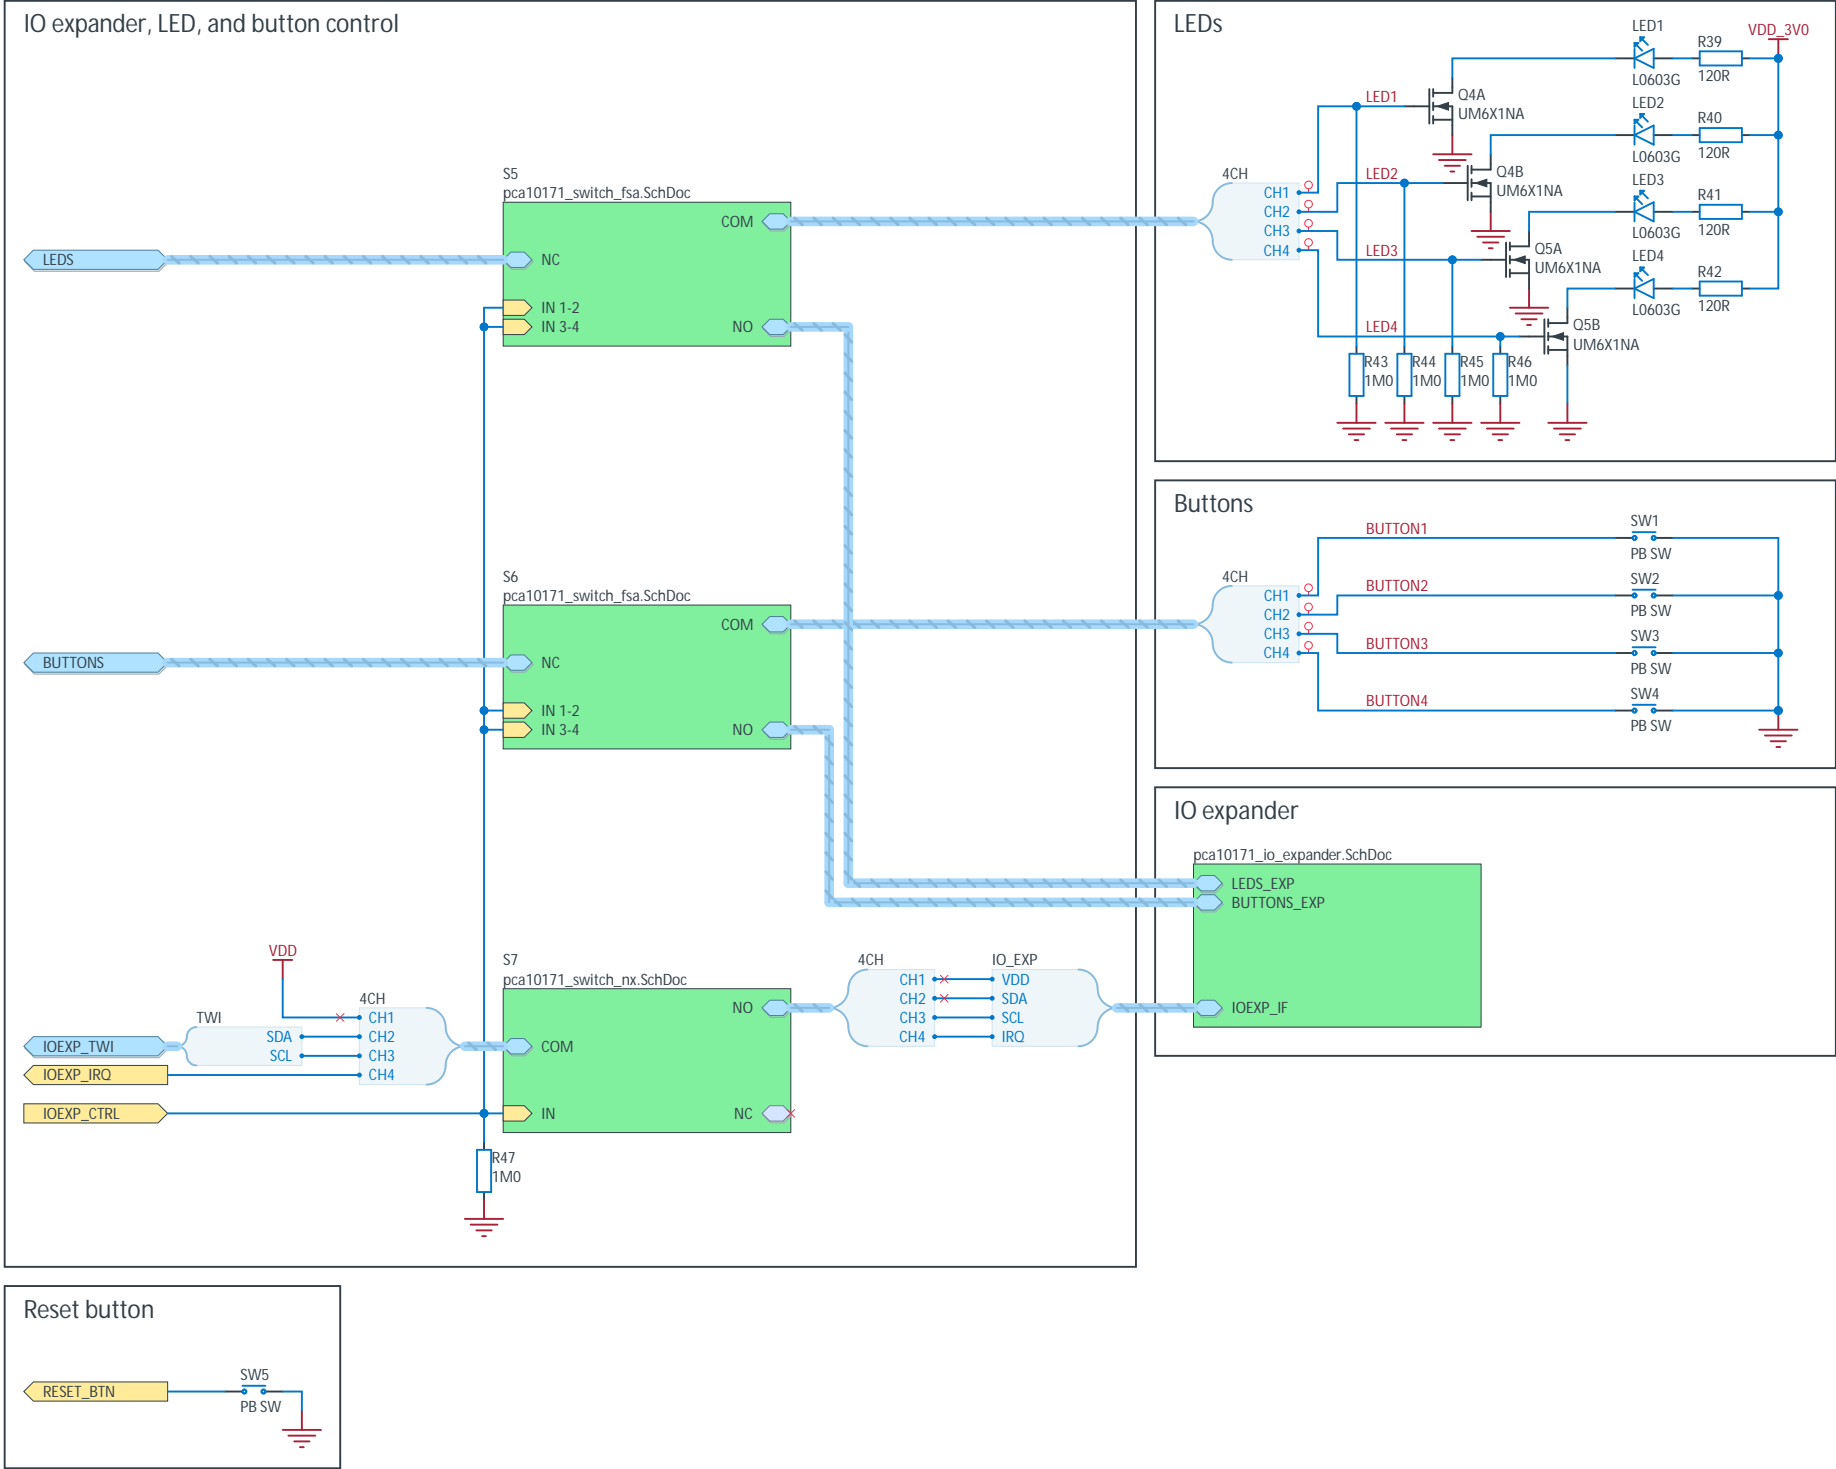 IO expander, LED, and button control
S5
pca10171_switch_fsa.SchDoc
COM
LEDS
NC
IN 1-2
IN 3-4
NO
S6
pca10171_switch_fsa.SchDoc
COM
BUTTONS
NC
IN 1-2
IN 3-4
NO
VDD
S7
pca10171_switch_nx.SchDoc
NO
4CH
CH1
CH2
CH3
CH4
IO_EXP
VDD
SDA
SCL
IRQ
4CH
CH1
CH2
CH3
CH4
TWI
SDA
SCL
IOEXP_TWI
IOEXP_IRQ
IOEXP_CTRL
COM
IN
NC
R47
1M0
LEDs
LED1
L0603G
R39
120R
VDD_3V0
LED2
L0603G
R40
120R
LED3
L0603G
R41
120R
LED4
L0603G
R42
120R
LED1
Q4A
UM6X1NA
LED2
Q4B
UM6X1NA
LED3
Q5A
UM6X1NA
LED4
Q5B
UM6X1NA
4CH
CH1
CH2
CH3
CH4
R43
1M0
R44
1M0
R45
1M0
R46
1M0
Buttons
4CH
CH1
CH2
CH3
CH4
BUTTON1
SW1
PB SW
BUTTON2
SW2
PB SW
BUTTON3
SW3
PB SW
BUTTON4
SW4
PB SW
IO expander
pca10171_io_expander.SchDoc
LEDS_EXP
BUTTONS_EXP
IOEXP_IF
Reset button
RESET_BTN
SW5
PB SW